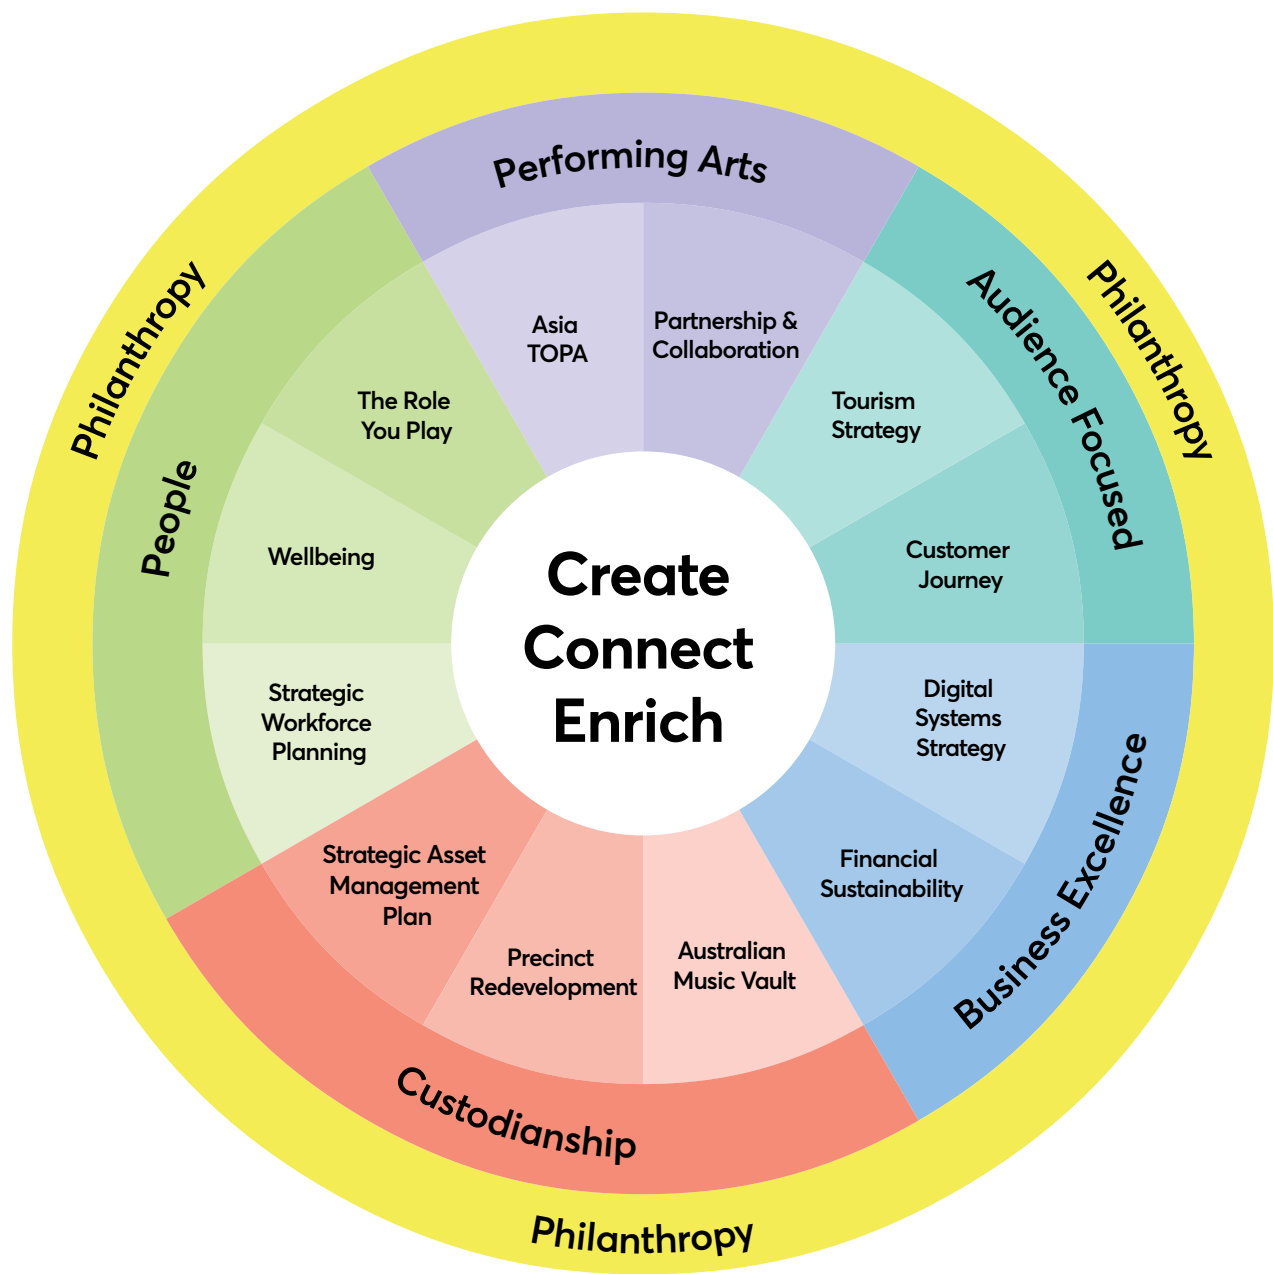 Performing Arts
Philanthropy
Philanthropy
Audience Focused
People
Asia
TOPA
Partnership &
Collaboration
The Role
You Play
Tourism
Strategy
Wellbeing
Customer
Journey
Create
Connect
Enrich
Strategic
Workforce
Planning
Digital
Systems
Strategy
Strategic Asset
Management
Plan
Financial
Sustainability
Precinct
Redevelopment
Australian
Music Vault
Business Excellence
Custodianship
Philanthropy